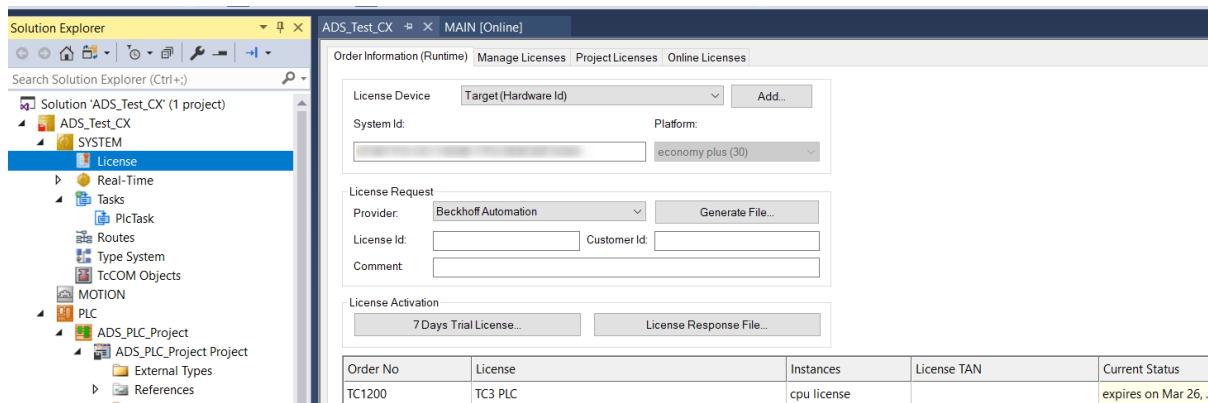 Solution Explorer
Search Solution Explorer (Ctrl+;)
Solution 'ADS_Test_CX' (1 project)
ADS_Test_CX
SYSTEM
License
Real-Time
Tasks
PlcTask
Routes
Type System
TcCOM Objects
MOTION
PLC
ADS_PLC_Project
ADS_PLC_Project Project
External Types
References
ADS_Test_CX MAIN [Online]
Order Information (Runtime) Manage Licenses Project Licenses Online Licenses
License Device Target (Hardware Id) Add...
System Id: Platform:
economy plus (30)
License Request
Provider: Beckhoff Automation Generate File...
License Id: Customer Id:
Comment:
License Activation
7 Days Trial License... License Response File...
Order No License Instances License TAN Current Status
TC1200 TC3 PLC cpu license expires on Mar 26, ..